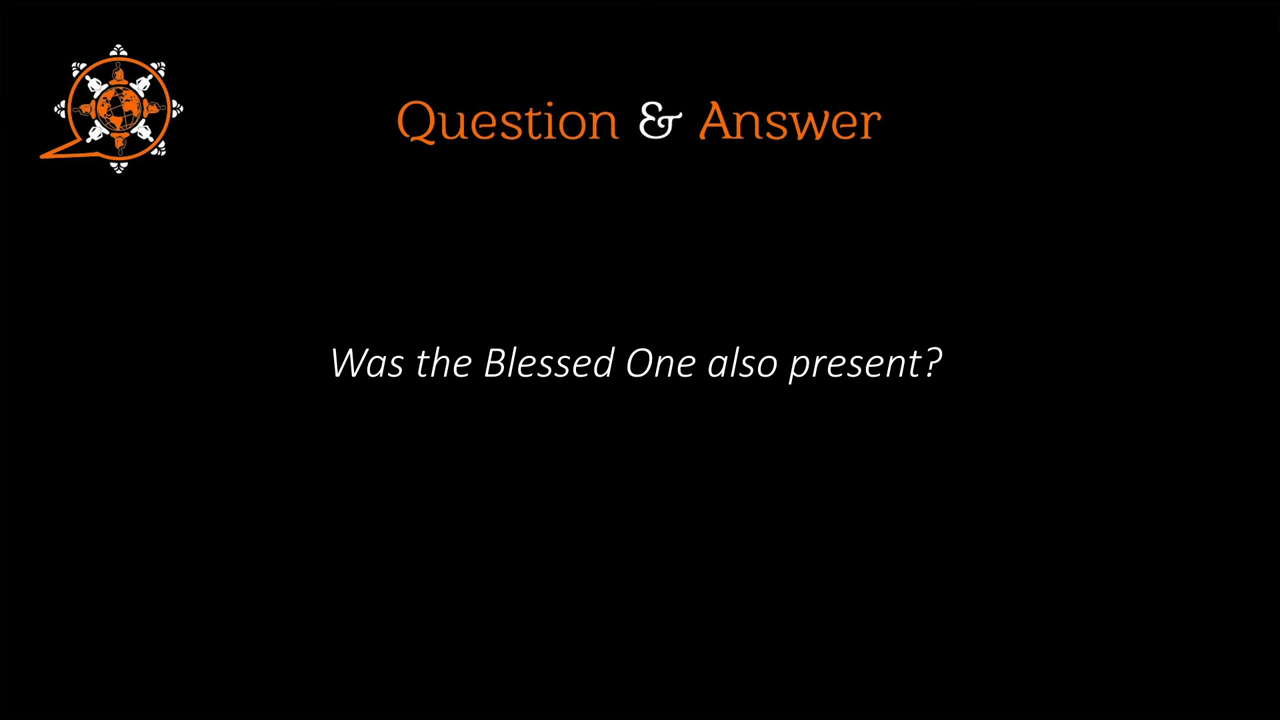 Question & Answer
Was the Blessed One also present?